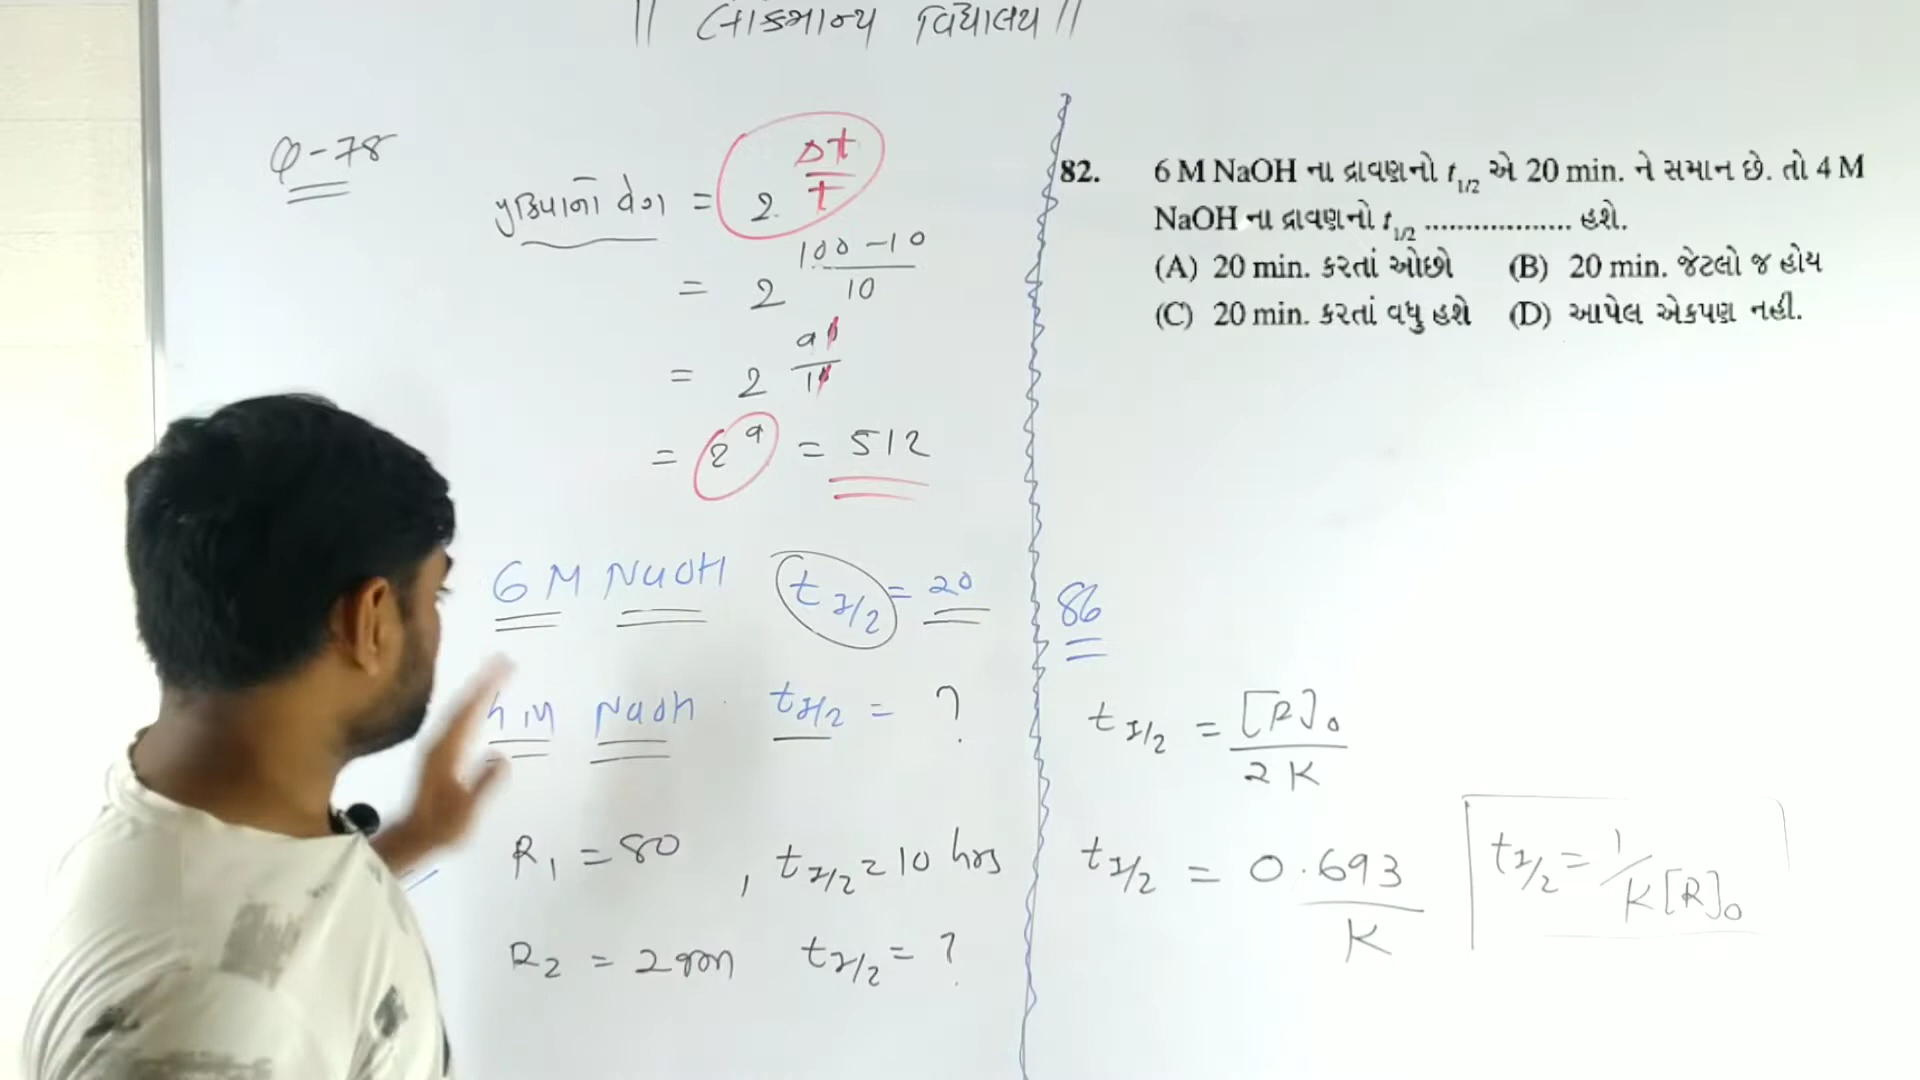 || લોકમાન્ય વિદ્યાલય ||
Q-78
પ્રક્રિયાનો વેગ = 2^(Δt/t)
= 2^((100-10)/10)
= 2^(90/10)
= 2^9 = 512
6 M NaOH t1/2 = 20
4 M NaOH t1/2 = ?
R1 = 80 , t1/2 = 10 hrs
R2 = 2 gm t1/2 = ?
82. 6 M NaOH ના દ્રાવણનો t1/2 એ 20 min. ને સમાન છે. તો 4 M
NaOH ના દ્રાવણનો t1/2 .................. હશે.
(A) 20 min. કરતાં ઓછો (B) 20 min. જેટલો જ હોય
(C) 20 min. કરતાં વધુ હશે (D) આપેલ એકપણ નહી.
86
t1/2 = [R]0 / 2K
t1/2 = 0.693 / K
t1/2 = 1 / K[R]0